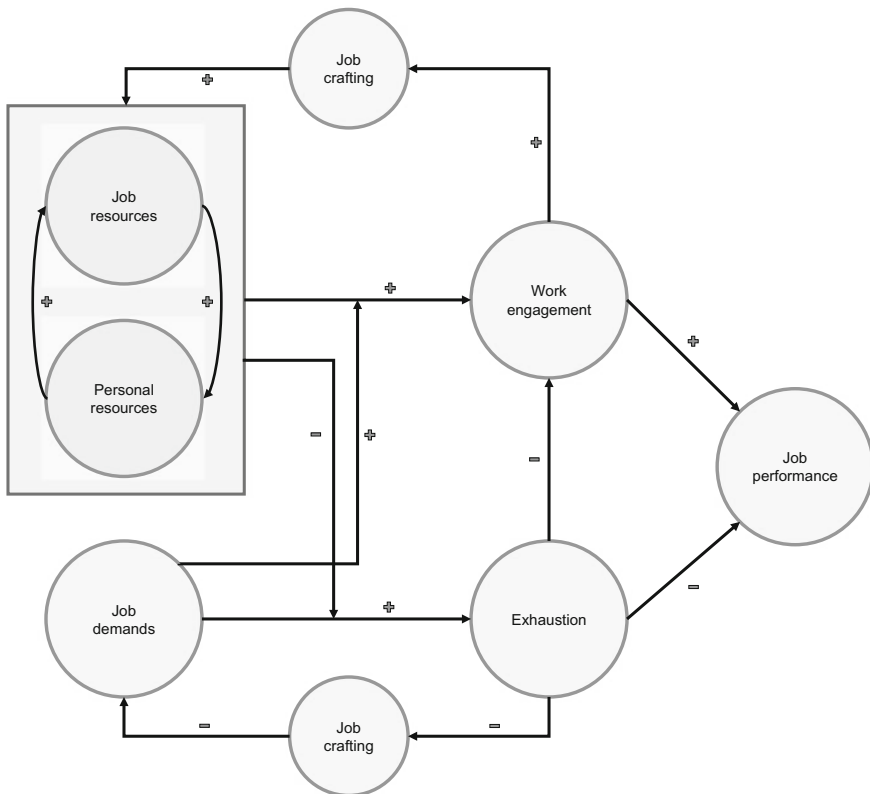 Job
crafting
+
+
Job
resources
+
+
+
Work
engagement
+
Personal
resources
-
+
-
Job
performance
Job
demands
+
Exhaustion
-
-
-
Job
crafting